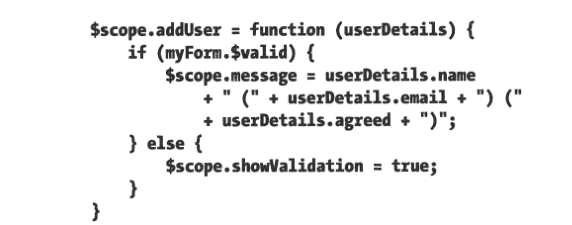 $scope.addUser = function (userDetails) {
    if (myForm.$valid) {
        $scope.message = userDetails.name
            + " (" + userDetails.email + ") ("
            + userDetails.agreed + ")";
    } else {
        $scope.showValidation = true;
    }
}